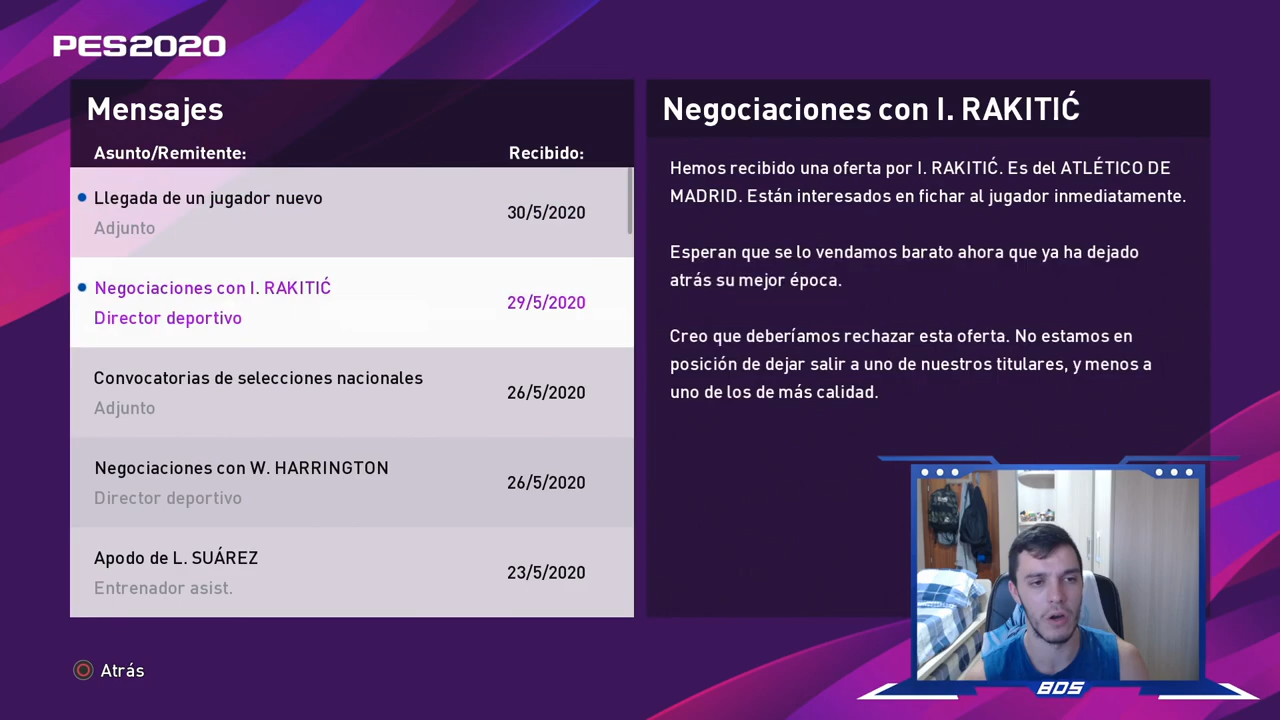 PES2020
Mensajes
Asunto/Remitente:
Recibido:
Llegada de un jugador nuevo
Adjunto
30/5/2020
Negociaciones con I. RAKITIĆ
Director deportivo
29/5/2020
Convocatorias de selecciones nacionales
Adjunto
26/5/2020
Negociaciones con W. HARRINGTON
Director deportivo
26/5/2020
Apodo de L. SUÁREZ
Entrenador asist.
23/5/2020
Atrás
Negociaciones con I. RAKITIĆ
Hemos recibido una oferta por I. RAKITIĆ. Es del ATLÉTICO DE
MADRID. Están interesados en fichar al jugador inmediatamente.
Esperan que se lo vendamos barato ahora que ya ha dejado
atrás su mejor época.
Creo que deberíamos rechazar esta oferta. No estamos en
posición de dejar salir a uno de nuestros titulares, y menos a
uno de los de más calidad.
BDS